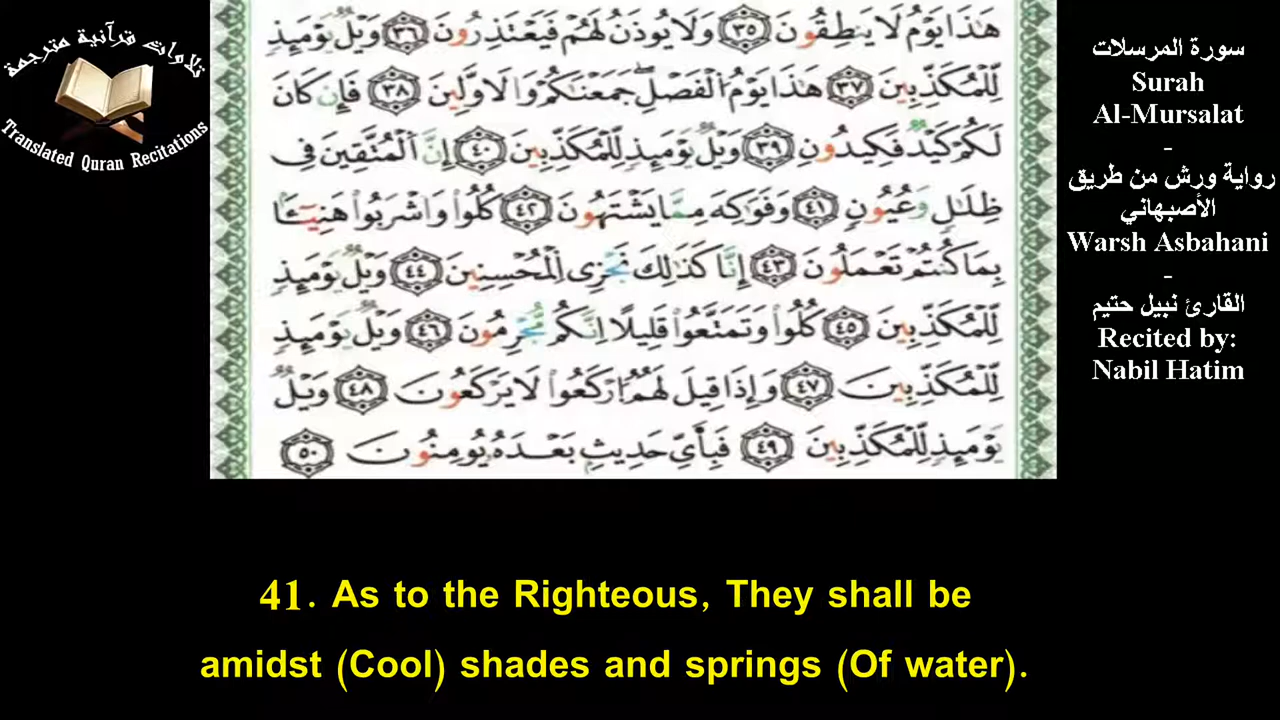 تلاوات قرآنية مترجمة
Translated Quran Recitations
هَٰذَا يَوْمُ لَا يَنطِقُونَ ٣٥ وَلَا يُوذَنُ لَهُمْ فَيَعْتَذِرُونَ ٣٦ وَيْلٌ يَوْمَئِذٍ
لِّلْمُكَذِّبِينَ ٣٧ هَٰذَا يَوْمُ الْفَصْلِ جَمَعْنَٰكُمْ وَالَاوَّلِينَ ٣٨ فَإِن كَانَ
لَكُمْ كَيْدٌ فَكِيدُونِ ٣٩ وَيْلٌ يَوْمَئِذٍ لِّلْمُكَذِّبِينَ ٤٠ إِنَّ الْمُتَّقِينَ فِي
ظِلَٰلٍ وَعُيُونٍ ٤١ وَفَوَٰكِهَ مِمَّا يَشْتَهُونَ ٤٢ كُلُوا وَاشْرَبُوا هَنِيٓـًٔا
بِمَا كُنتُمْ تَعْمَلُونَ ٤٣ إِنَّا كَذَٰلِكَ نَجْزِي الْمُحْسِنِينَ ٤٤ وَيْلٌ يَوْمَئِذٍ
لِّلْمُكَذِّبِينَ ٤٥ كُلُوا وَتَمَتَّعُوا قَلِيلًا اِنَّكُم مُّجْرِمُونَ ٤٦ وَيْلٌ يَوْمَئِذٍ
لِّلْمُكَذِّبِينَ ٤٧ وَإِذَا قِيلَ لَهُمُ ارْكَعُوا لَا يَرْكَعُونَ ٤٨ وَيْلٌ
يَوْمَئِذٍ لِّلْمُكَذِّبِينَ ٤٩ فَبِأَيِّ حَدِيثٍ بَعْدَهُ يُومِنُونَ ٥٠
سورة المرسلات
Surah
Al-Mursalat
-
رواية ورش من طريق
الأصبهاني
Warsh Asbahani
-
القارئ نبيل حتيم
Recited by:
Nabil Hatim
41. As to the Righteous, They shall be
amidst (Cool) shades and springs (Of water).